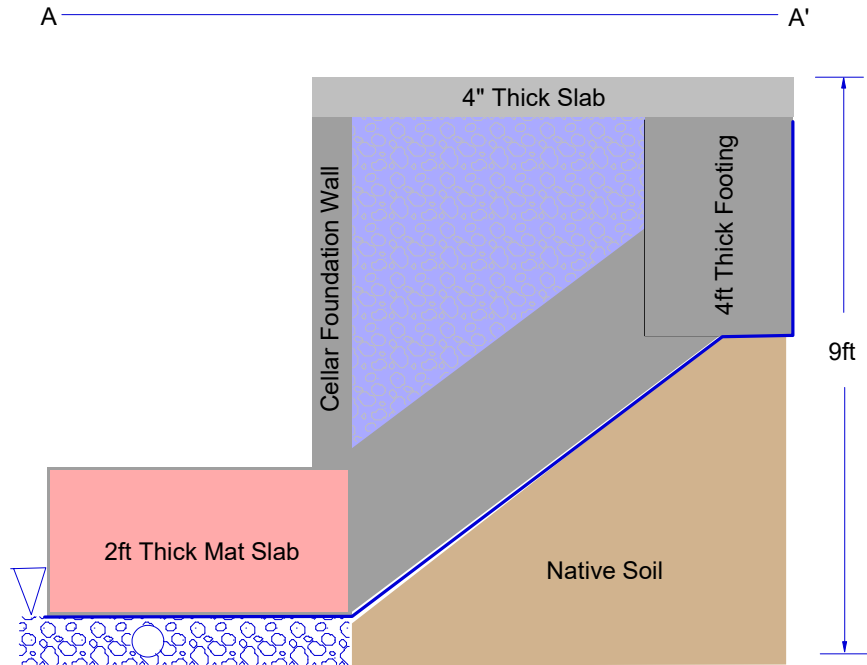 A
A'
4" Thick Slab
Cellar Foundation Wall
4ft Thick Footing
9ft
2ft Thick Mat Slab
Native Soil